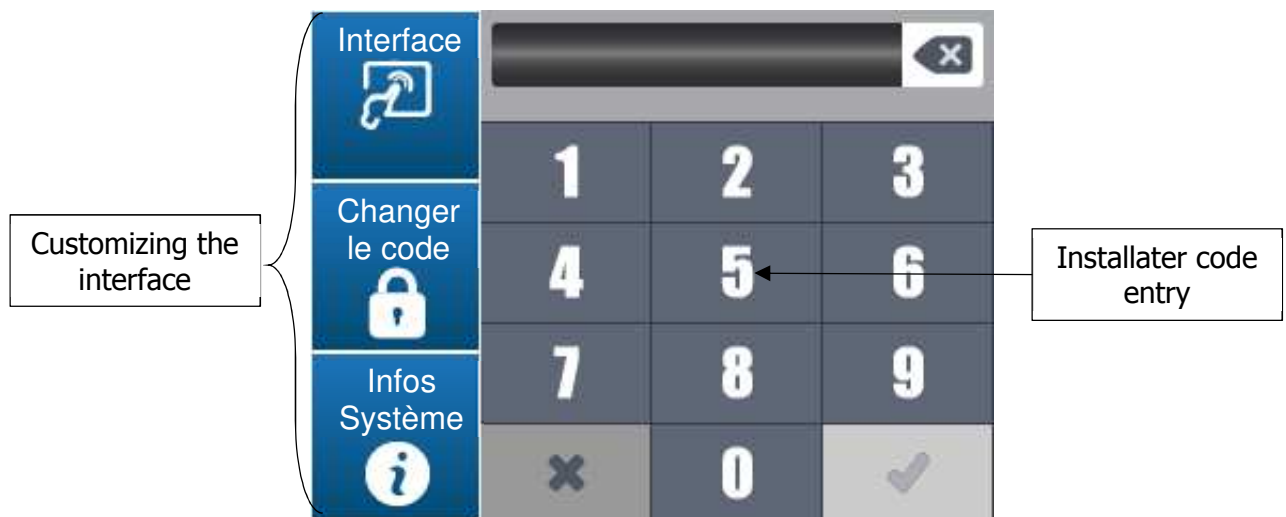 Customizing the
interface
Interface
Changer
le code
Infos
Système
i
1 2 3
4 5 6
7 8 9
0
Installater code
entry